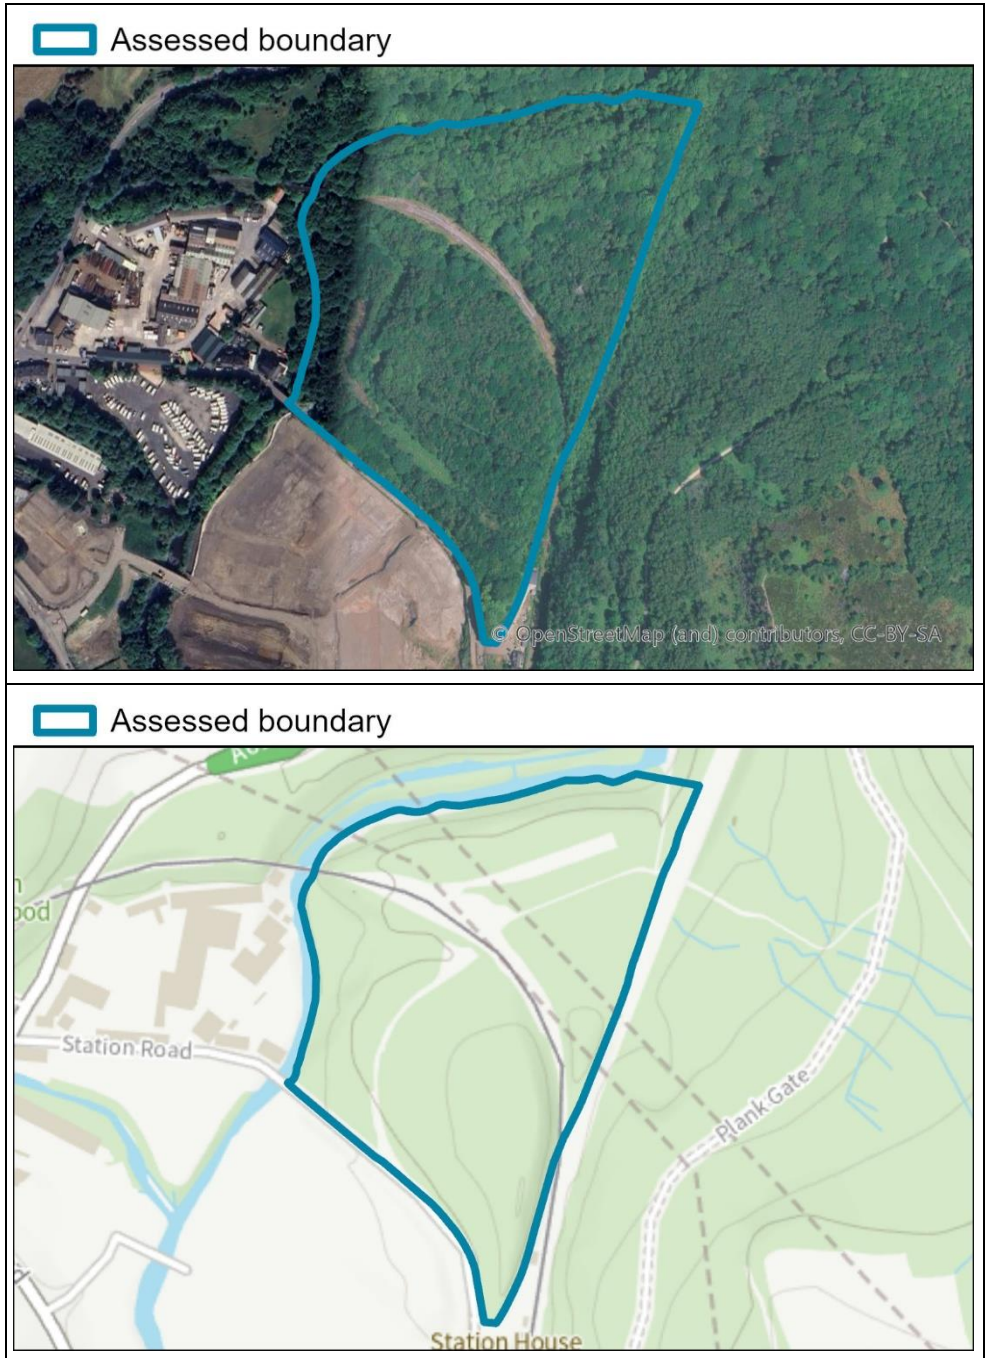 Assessed boundary
© OpenStreetMap (and) contributors, CC-BY-SA
Assessed boundary
Station Road
Plank Gate
Station House